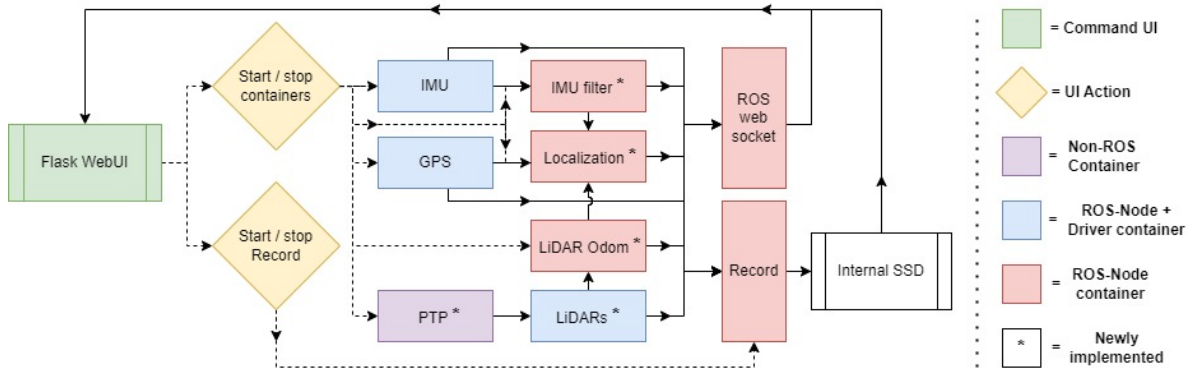 Flask WebUI
Start / stop
containers
Start / stop
Record
IMU
GPS
PTP *
IMU filter *
Localization *
LiDAR Odom *
LiDARs *
ROS
web
socket
Record
Internal SSD
= Command UI
= UI Action
= Non-ROS
Container
= ROS-Node +
Driver container
= ROS-Node
container
* = Newly
implemented